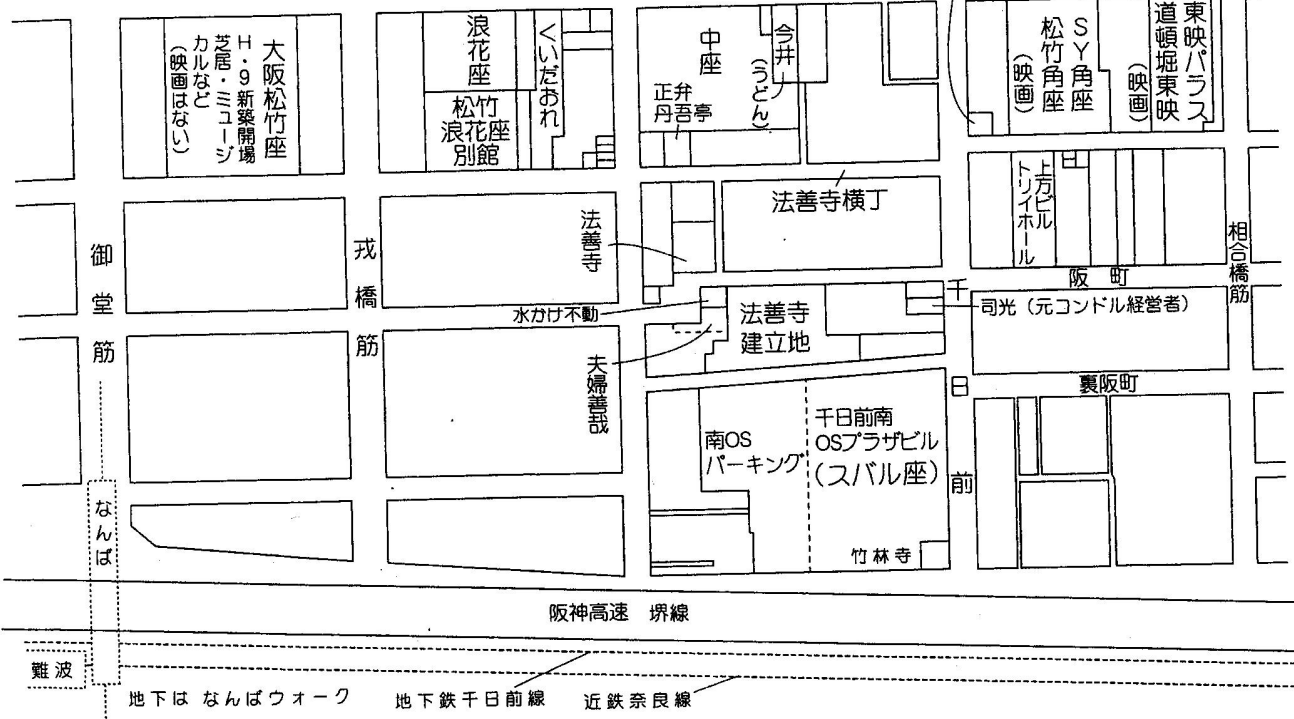 大阪松竹座
H・9新築開場
芝居・ミュージ
カルなど
(映画はない)
浪花座
松竹
浪花座
別館
くいだおれ
中座
今井
(うどん)
正弁
丹吾亭
SY角座
松竹角座
(映画)
東映パラス
道頓堀東映
(映画)
法善寺横丁
上方ビル
トリイホール
法善寺
御堂筋
戎橋筋
相合橋筋
阪町
水かけ不動
法善寺
建立地
千日前
司光(元コンドル経営者)
夫婦善哉
裏阪町
南OS
パーキング
千日前南
OSプラザビル
(スバル座)
竹林寺
なんば
阪神高速 堺線
難波
地下は なんばウォーク
地下鉄千日前線
近鉄奈良線